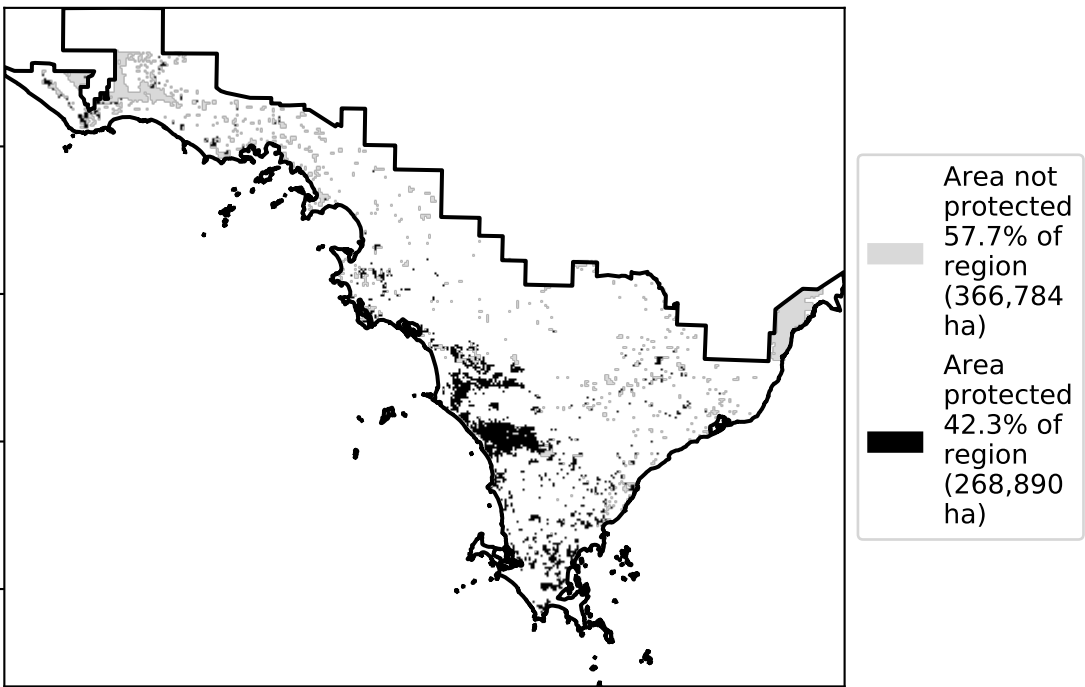 Area not
protected
57.7% of
region
(366,784
ha)
Area
protected
42.3% of
region
(268,890
ha)